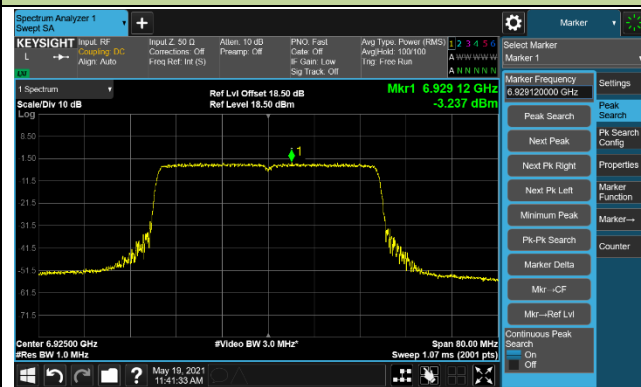 Spectrum Analyzer 1
Swept SA
+
Marker
KEYSIGHT
L
LXI
Input: RF
Coupling: DC
Align: Auto
Input Z: 50 Ω
Corrections: Off
Freq Ref: Int (S)
Atten: 10 dB
Preamp: Off
PNO: Fast
Gate: Off
IF Gain: Low
Sig Track: Off
Avg Type: Power (RMS)
Avg|Hold: 100/100
Trig: Free Run
1 2 3 4 5 6
A W W W W W
A N N N N N
Select Marker
Marker 1
1 Spectrum
Scale/Div 10 dB
Log
Ref Lvl Offset 18.50 dB
Ref Level 18.50 dBm
Mkr1 6.929 12 GHz
-3.237 dBm
8.50
1.50
11.5
21.5
31.5
41.5
51.5
61.5
71.5
1
Center 6.92500 GHz
#Res BW 1.0 MHz
#Video BW 3.0 MHz*
Span 80.00 MHz
Sweep 1.07 ms (2001 pts)
Marker Frequency
6.929120000 GHz
Peak Search
Next Peak
Next Pk Right
Next Pk Left
Minimum Peak
Pk-Pk Search
Marker Delta
Mkr→CF
Mkr→Ref Lvl
Continuous Peak
Search
On
Off
Settings
Peak
Search
Pk Search
Config
Properties
Marker
Function
Marker→
Counter
?
May 19, 2021
11:41:33 AM